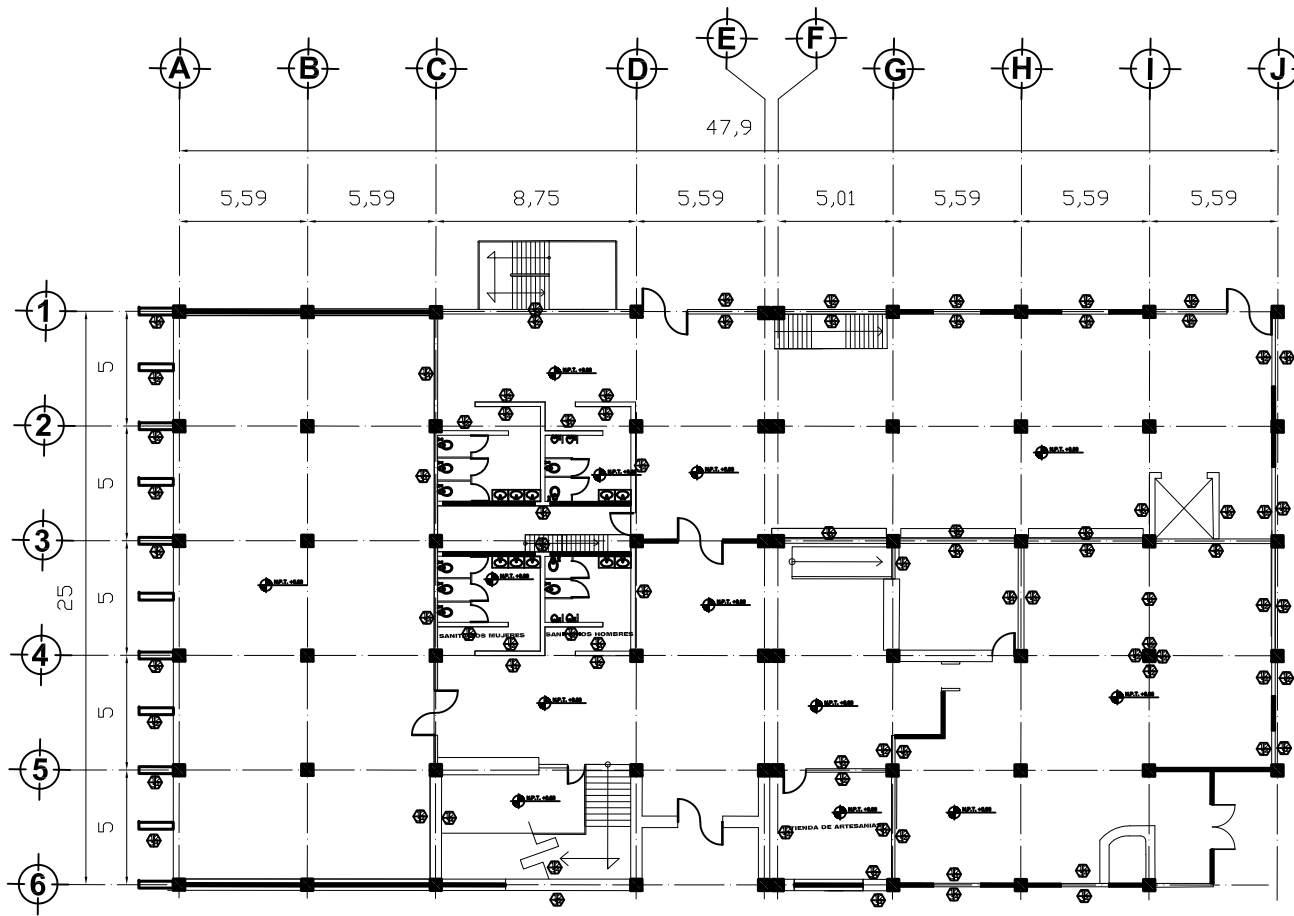 E F
A B C D G H I J
47,9
5,59 5,59 8,75 5,59 5,01 5,59 5,59 5,59
1
5
N.P.T.
2
N.P.T. N.P.T. N.P.T.
5
3
5
25
N.P.T. N.P.T. N.P.T.
SANITARIOS MUJERES SANITARIOS HOMBRES
4
N.P.T. N.P.T. N.P.T.
5
5
N.P.T. N.P.T. N.P.T.
5
TIENDA DE ARTESANIAS
6